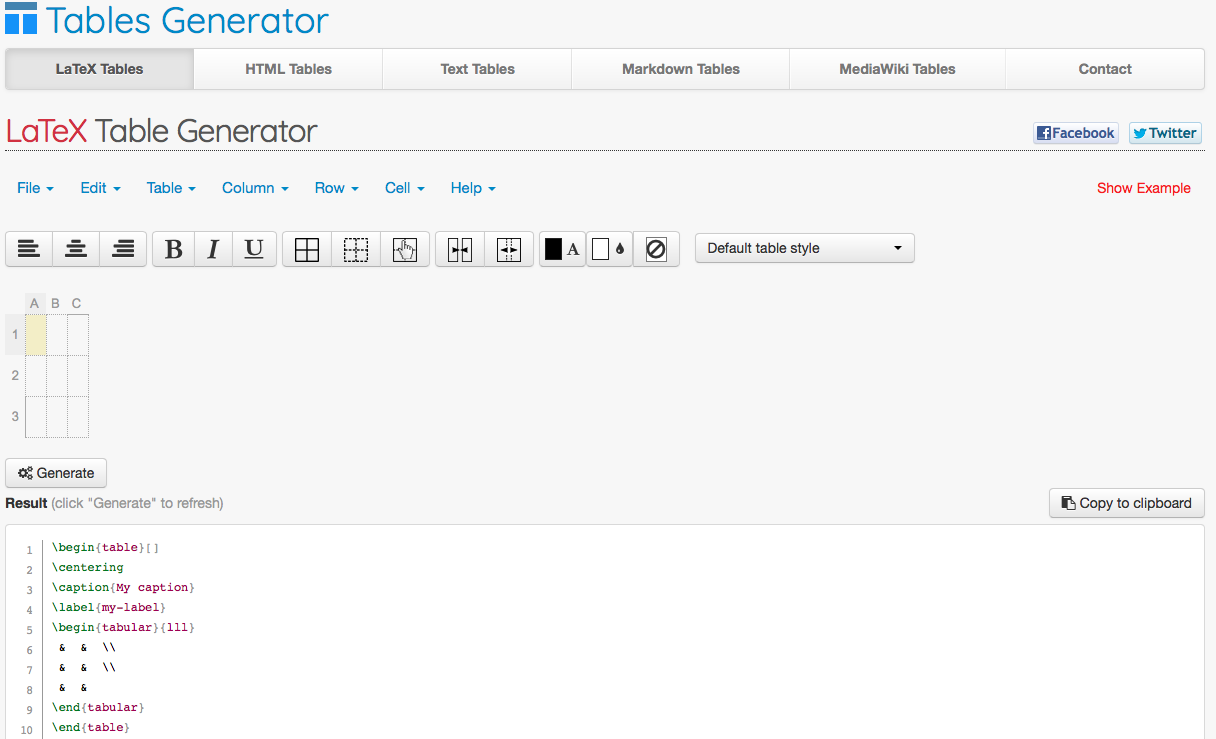 Tables Generator
LaTeX Tables HTML Tables Text Tables Markdown Tables MediaWiki Tables Contact
LaTeX Table Generator
Facebook Twitter
File Edit Table Column Row Cell Help Show Example
B I U A Default table style
A B C
1
2
3
Generate
Result (click "Generate" to refresh)
Copy to clipboard
1 \begin{table}[]
2 \centering
3 \caption{My caption}
4 \label{my-label}
5 \begin{tabular}{lll}
6 & & \\
7 & & \\
8 & &
9 \end{tabular}
10 \end{table}